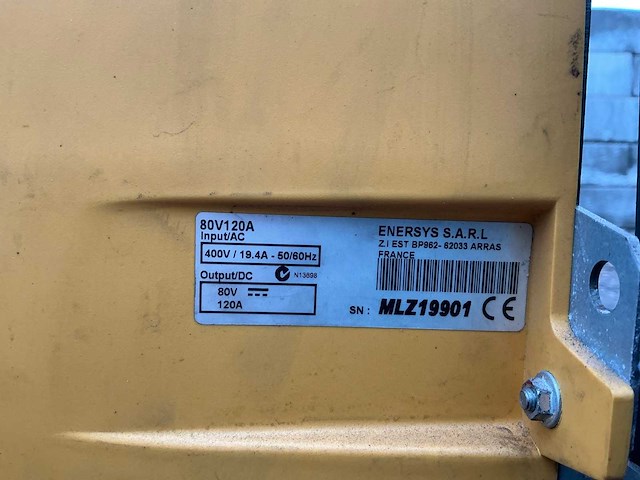 80V120A
Input/AC
400V / 19.4A - 50/60Hz
Output/DC
N13698
80V
120A
ENERSYS S.A.R.L
Z.I EST BP962- 62033 ARRAS
FRANCE
SN : MLZ19901 CE